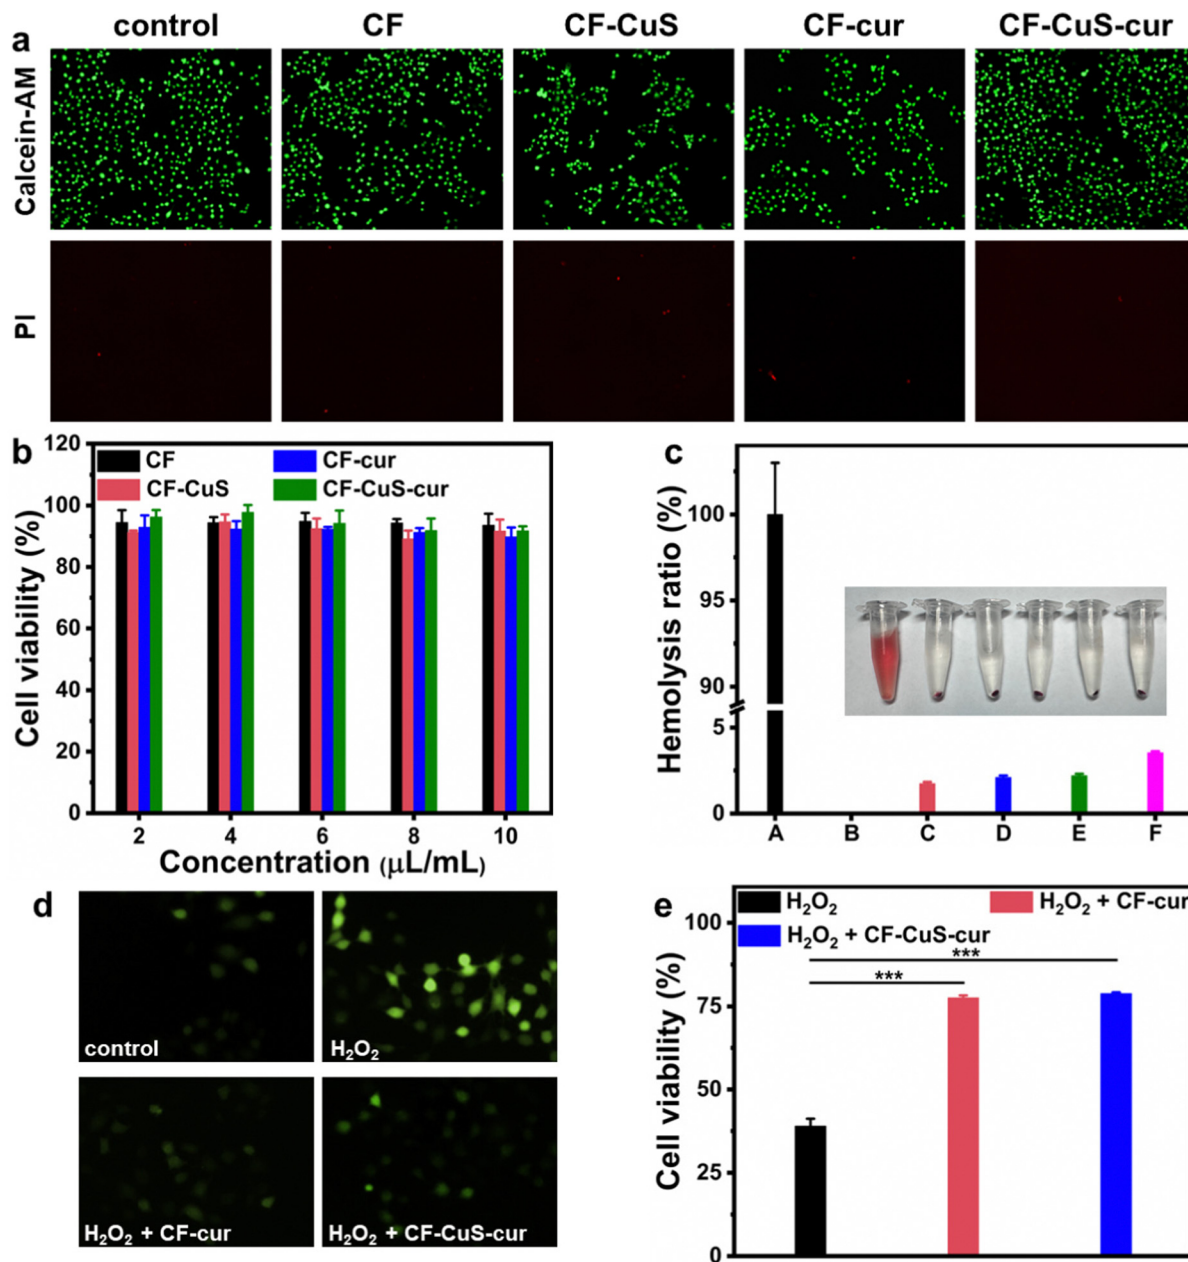 a
control CF CF-CuS CF-cur CF-CuS-cur
Calcein-AM
PI
b
120
100
80
60
40
20
0
Cell viability (%)
CF CF-cur
CF-CuS CF-CuS-cur
2 4 6 8 10
Concentration (μL/mL)
c
Hemolysis ratio (%)
100
95
90
5
0
A B C D E F
d
control
H₂O₂
H₂O₂ + CF-cur
H₂O₂ + CF-CuS-cur
e
H₂O₂ H₂O₂ + CF-cur
H₂O₂ + CF-CuS-cur
***
***
Cell viability (%)
100
75
50
25
0